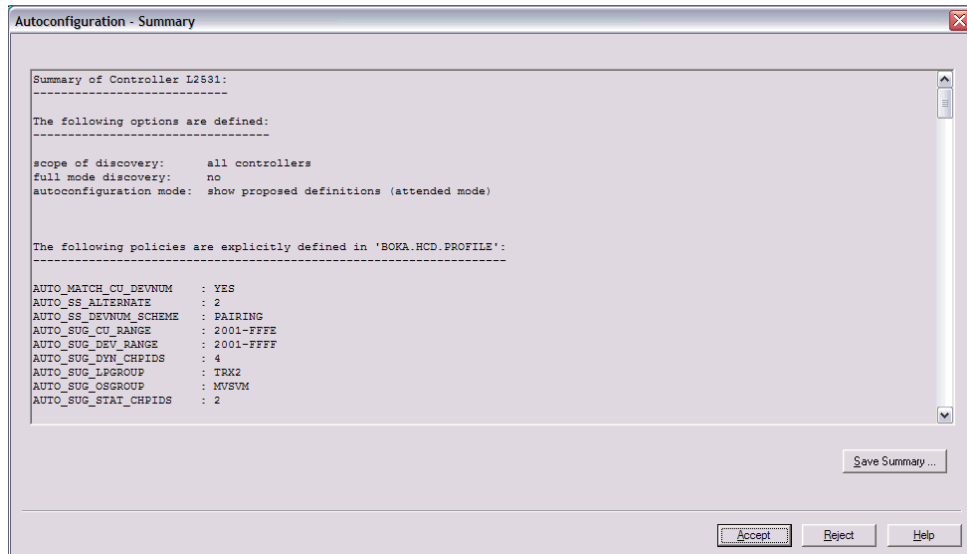 Autoconfiguration - Summary
Summary of Controller L2531:
----------------------------
The following options are defined:
----------------------------------
scope of discovery:      all controllers
full mode discovery:     no
autoconfiguration mode:  show proposed definitions (attended mode)
The following policies are explicitly defined in 'BOKA.HCD.PROFILE':
--------------------------------------------------------------------
AUTO_MATCH_CU_DEVNUM    : YES
AUTO_SS_ALTERNATE       : 2
AUTO_SS_DEVNUM_SCHEME   : PAIRING
AUTO_SUG_CU_RANGE       : 2001-FFFE
AUTO_SUG_DEV_RANGE      : 2001-FFFF
AUTO_SUG_DYN_CHPIDS     : 4
AUTO_SUG_LPGROUP        : TRX2
AUTO_SUG_OSGROUP        : MVSVM
AUTO_SUG_STAT_CHPIDS    : 2
Save Summary ...
Accept
Reject
Help